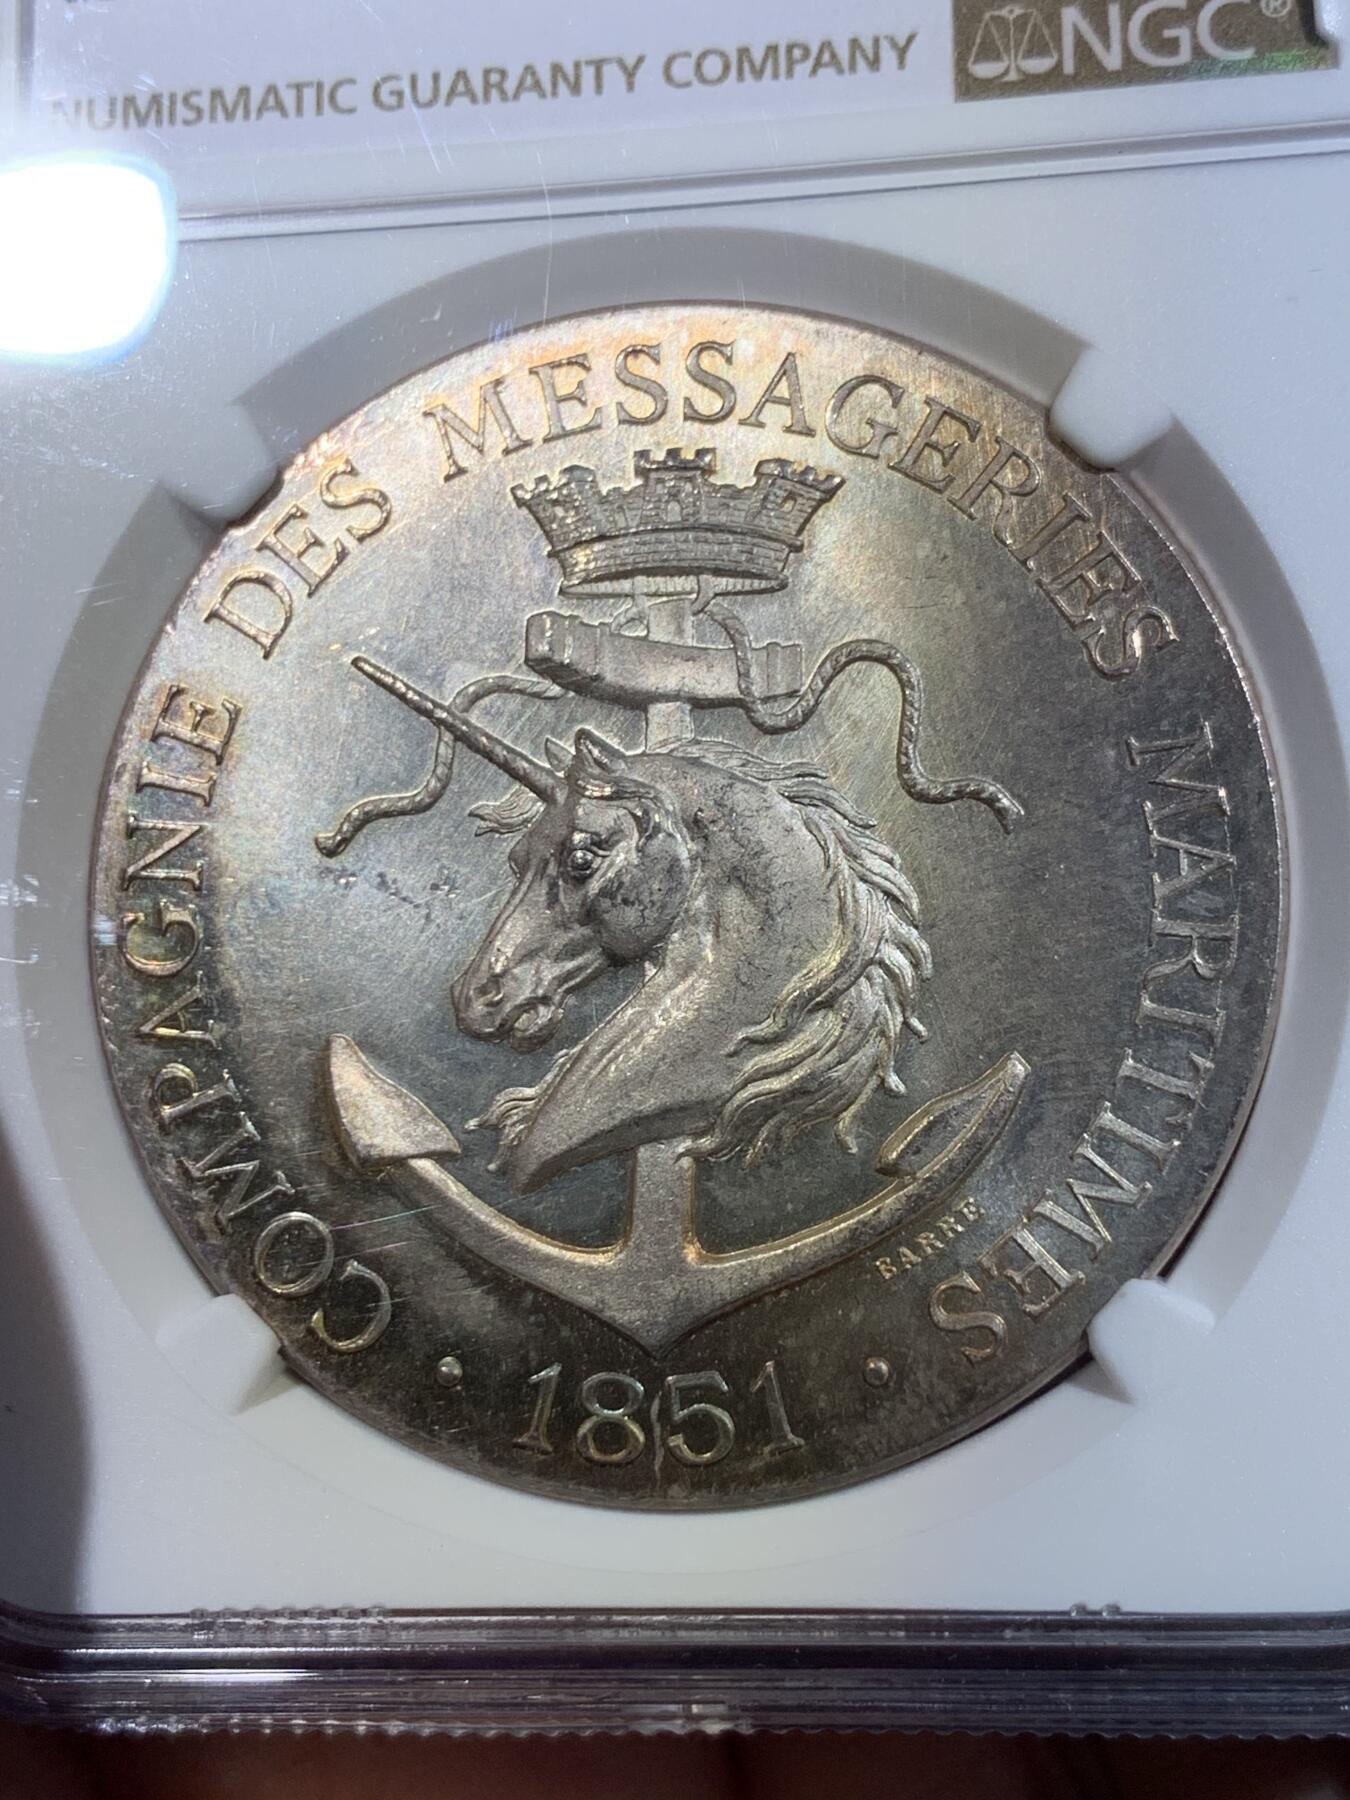 NUMISMATIC GUARANTY COMPANY
NGC®
COMPAGNIE DES MESSAGERIES MARITIMES
BARRE
· 1851 ·